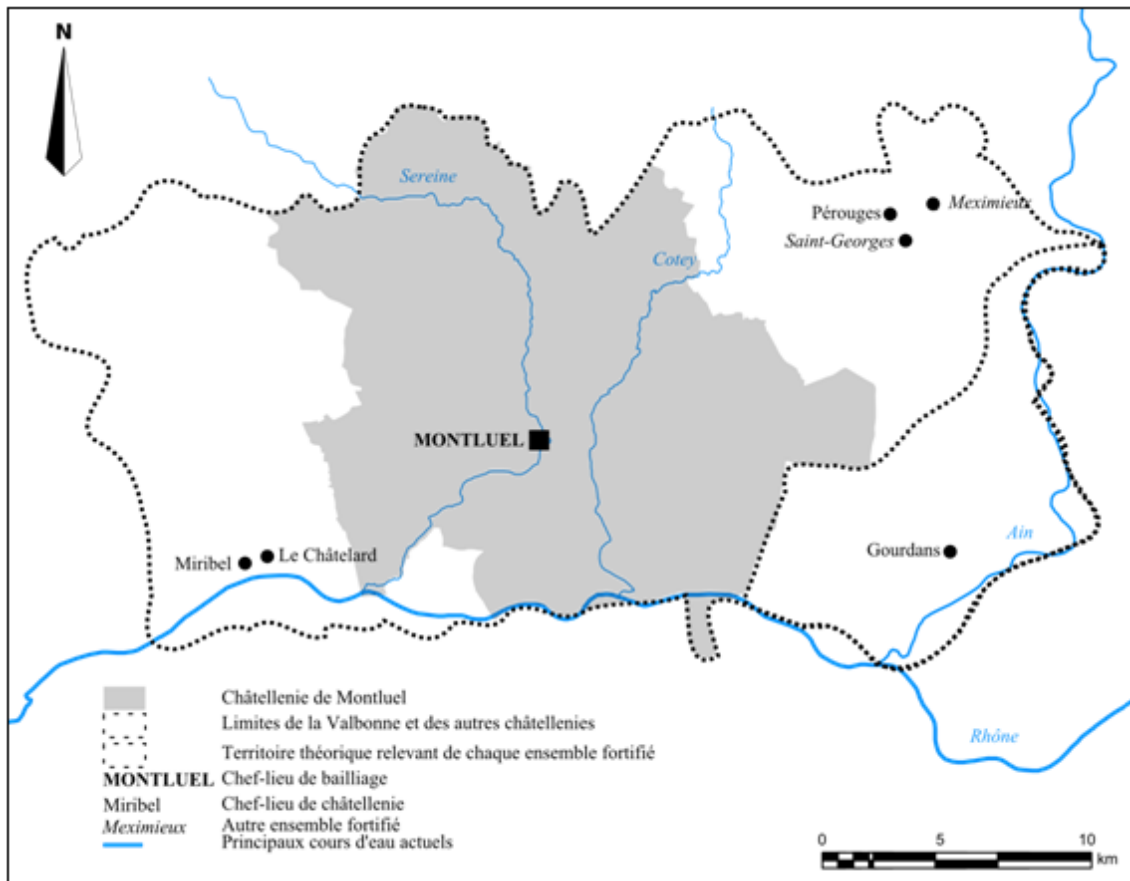 N
Sereine
Meximieux
Pérouges
Saint-Georges
Cotey
MONTLUEL
Ain
Gourdans
Le Châtelard
Miribel
Rhône
Châtellenie de Montluel
Limites de la Valbonne et des autres châtellenies
Territoire théorique relevant de chaque ensemble fortifié
MONTLUEL Chef-lieu de bailliage
Miribel Chef-lieu de châtellenie
Meximieux Autre ensemble fortifié
Principaux cours d'eau actuels
0 5 10
km